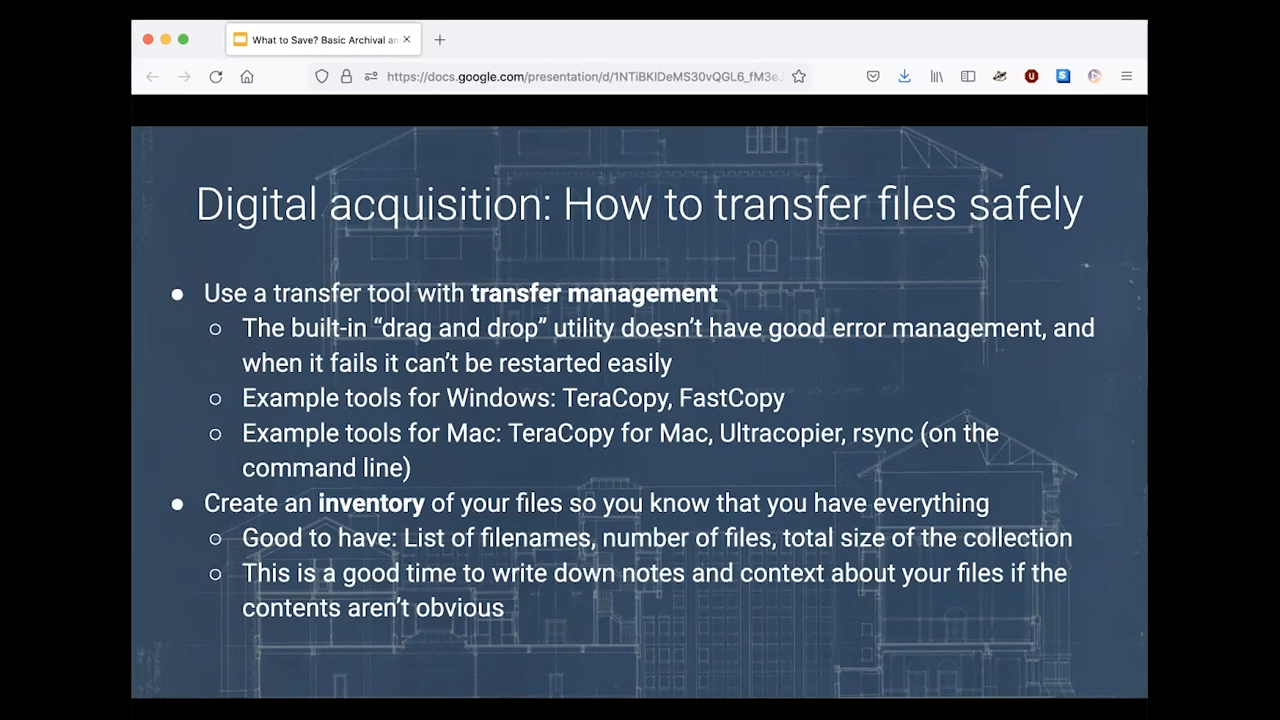 What to Save? Basic Archival an
https://docs.google.com/presentation/d/1NTiBKlDeMS30vQGL6_fM3e.
Digital acquisition: How to transfer files safely
● Use a transfer tool with transfer management
○ The built-in “drag and drop” utility doesn’t have good error management, and
when it fails it can’t be restarted easily
○ Example tools for Windows: TeraCopy, FastCopy
○ Example tools for Mac: TeraCopy for Mac, Ultracopier, rsync (on the
command line)
● Create an inventory of your files so you know that you have everything
○ Good to have: List of filenames, number of files, total size of the collection
○ This is a good time to write down notes and context about your files if the
contents aren’t obvious